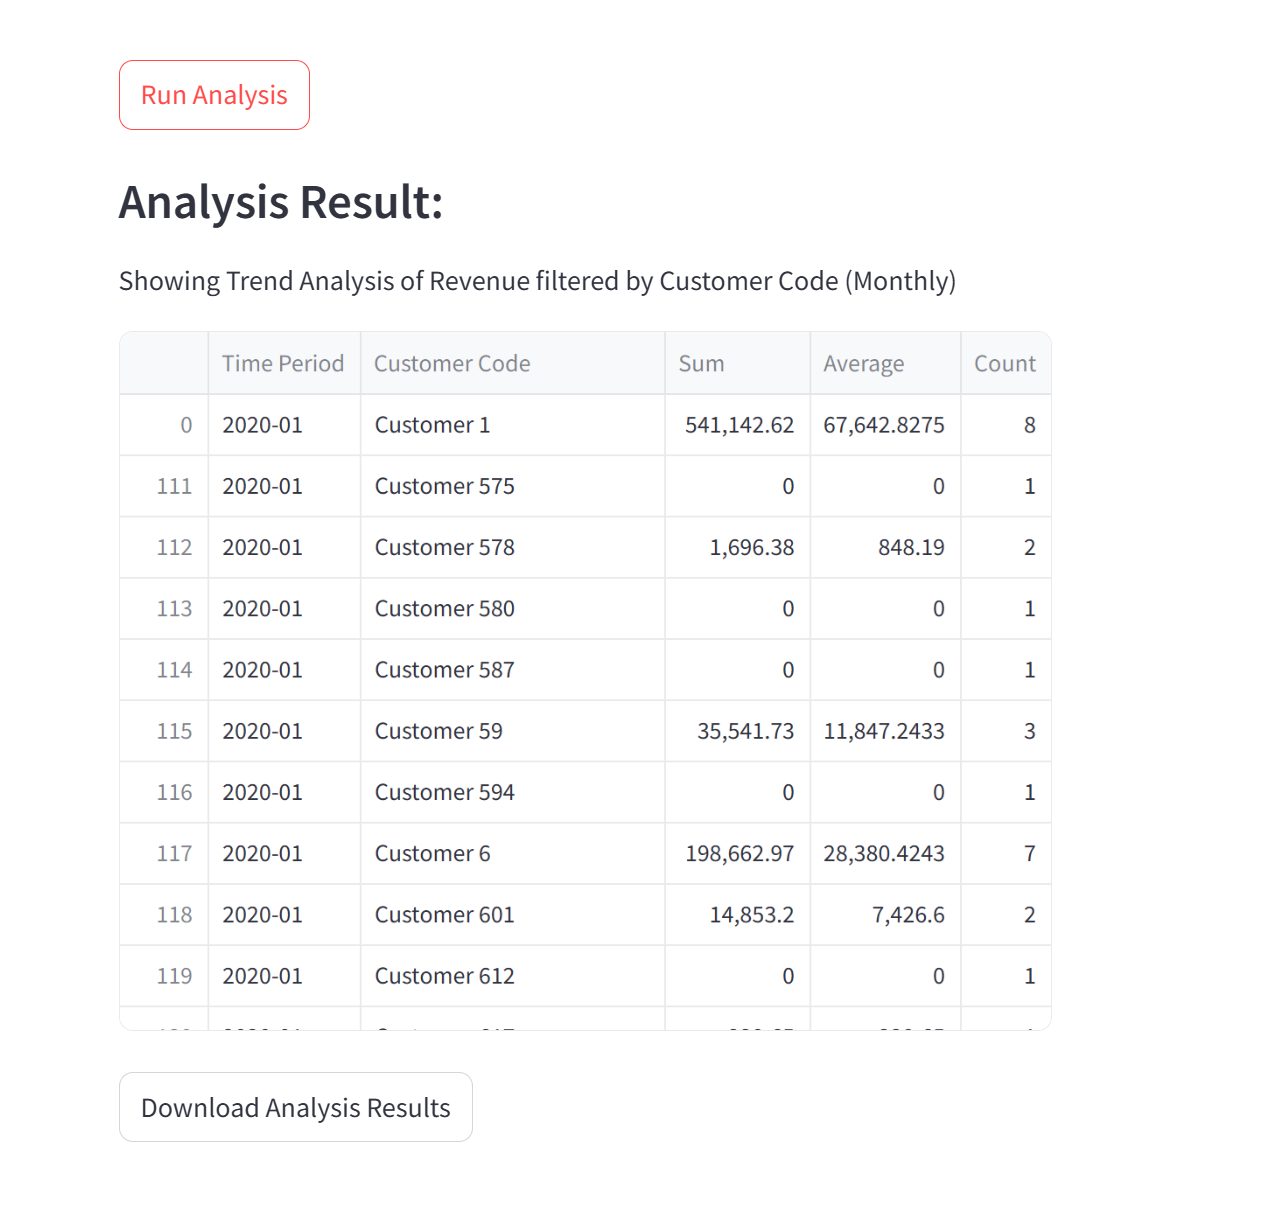 Run Analysis
Analysis Result:
Showing Trend Analysis of Revenue filtered by Customer Code (Monthly)
Time Period Customer Code Sum Average Count
0 2020-01 Customer 1 541,142.62 67,642.8275 8
111 2020-01 Customer 575 0 0 1
112 2020-01 Customer 578 1,696.38 848.19 2
113 2020-01 Customer 580 0 0 1
114 2020-01 Customer 587 0 0 1
115 2020-01 Customer 59 35,541.73 11,847.2433 3
116 2020-01 Customer 594 0 0 1
117 2020-01 Customer 6 198,662.97 28,380.4243 7
118 2020-01 Customer 601 14,853.2 7,426.6 2
119 2020-01 Customer 612 0 0 1
Download Analysis Results